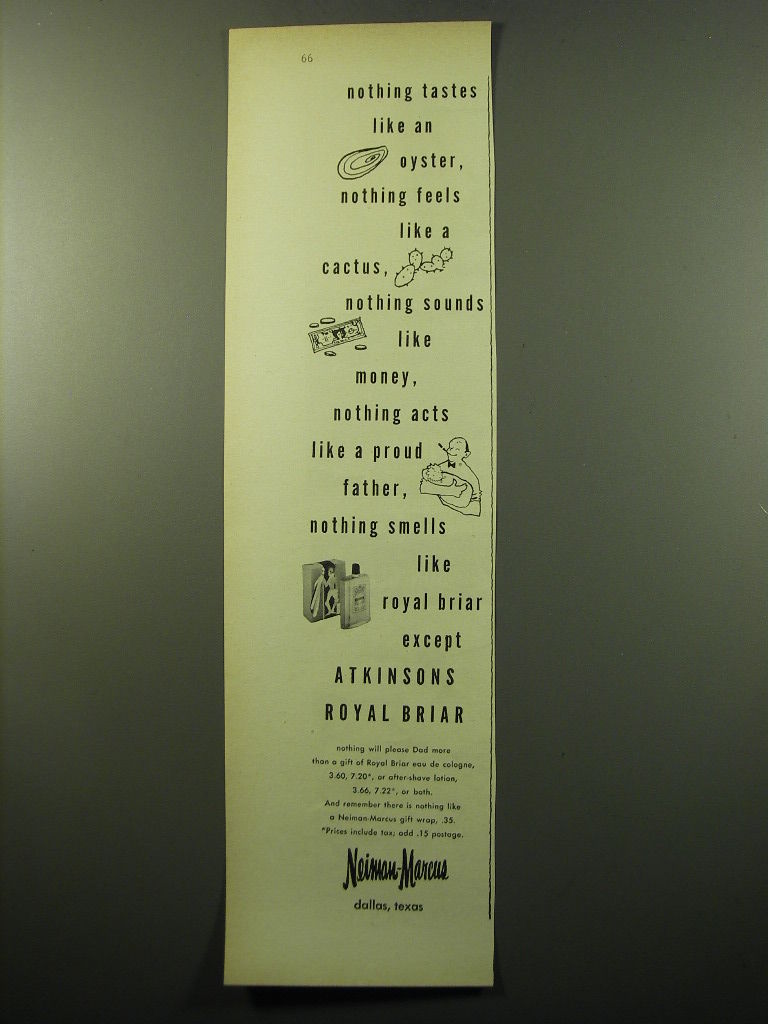 66
nothing tastes
like an
oyster,
nothing feels
like a
cactus,
nothing sounds
like
money,
nothing acts
like a proud
father,
nothing smells
like
royal briar
except
ATKINSONS
ROYAL BRIAR
nothing will please Dad more
than a gift of Royal Briar eau de cologne,
3.60, 7.20*, or after-shave lotion,
3.66, 7.22*, or both.
And remember there is nothing like
a Neiman-Marcus gift wrap, .35.
*Prices include tax; add .15 postage.
Neiman-Marcus
dallas, texas